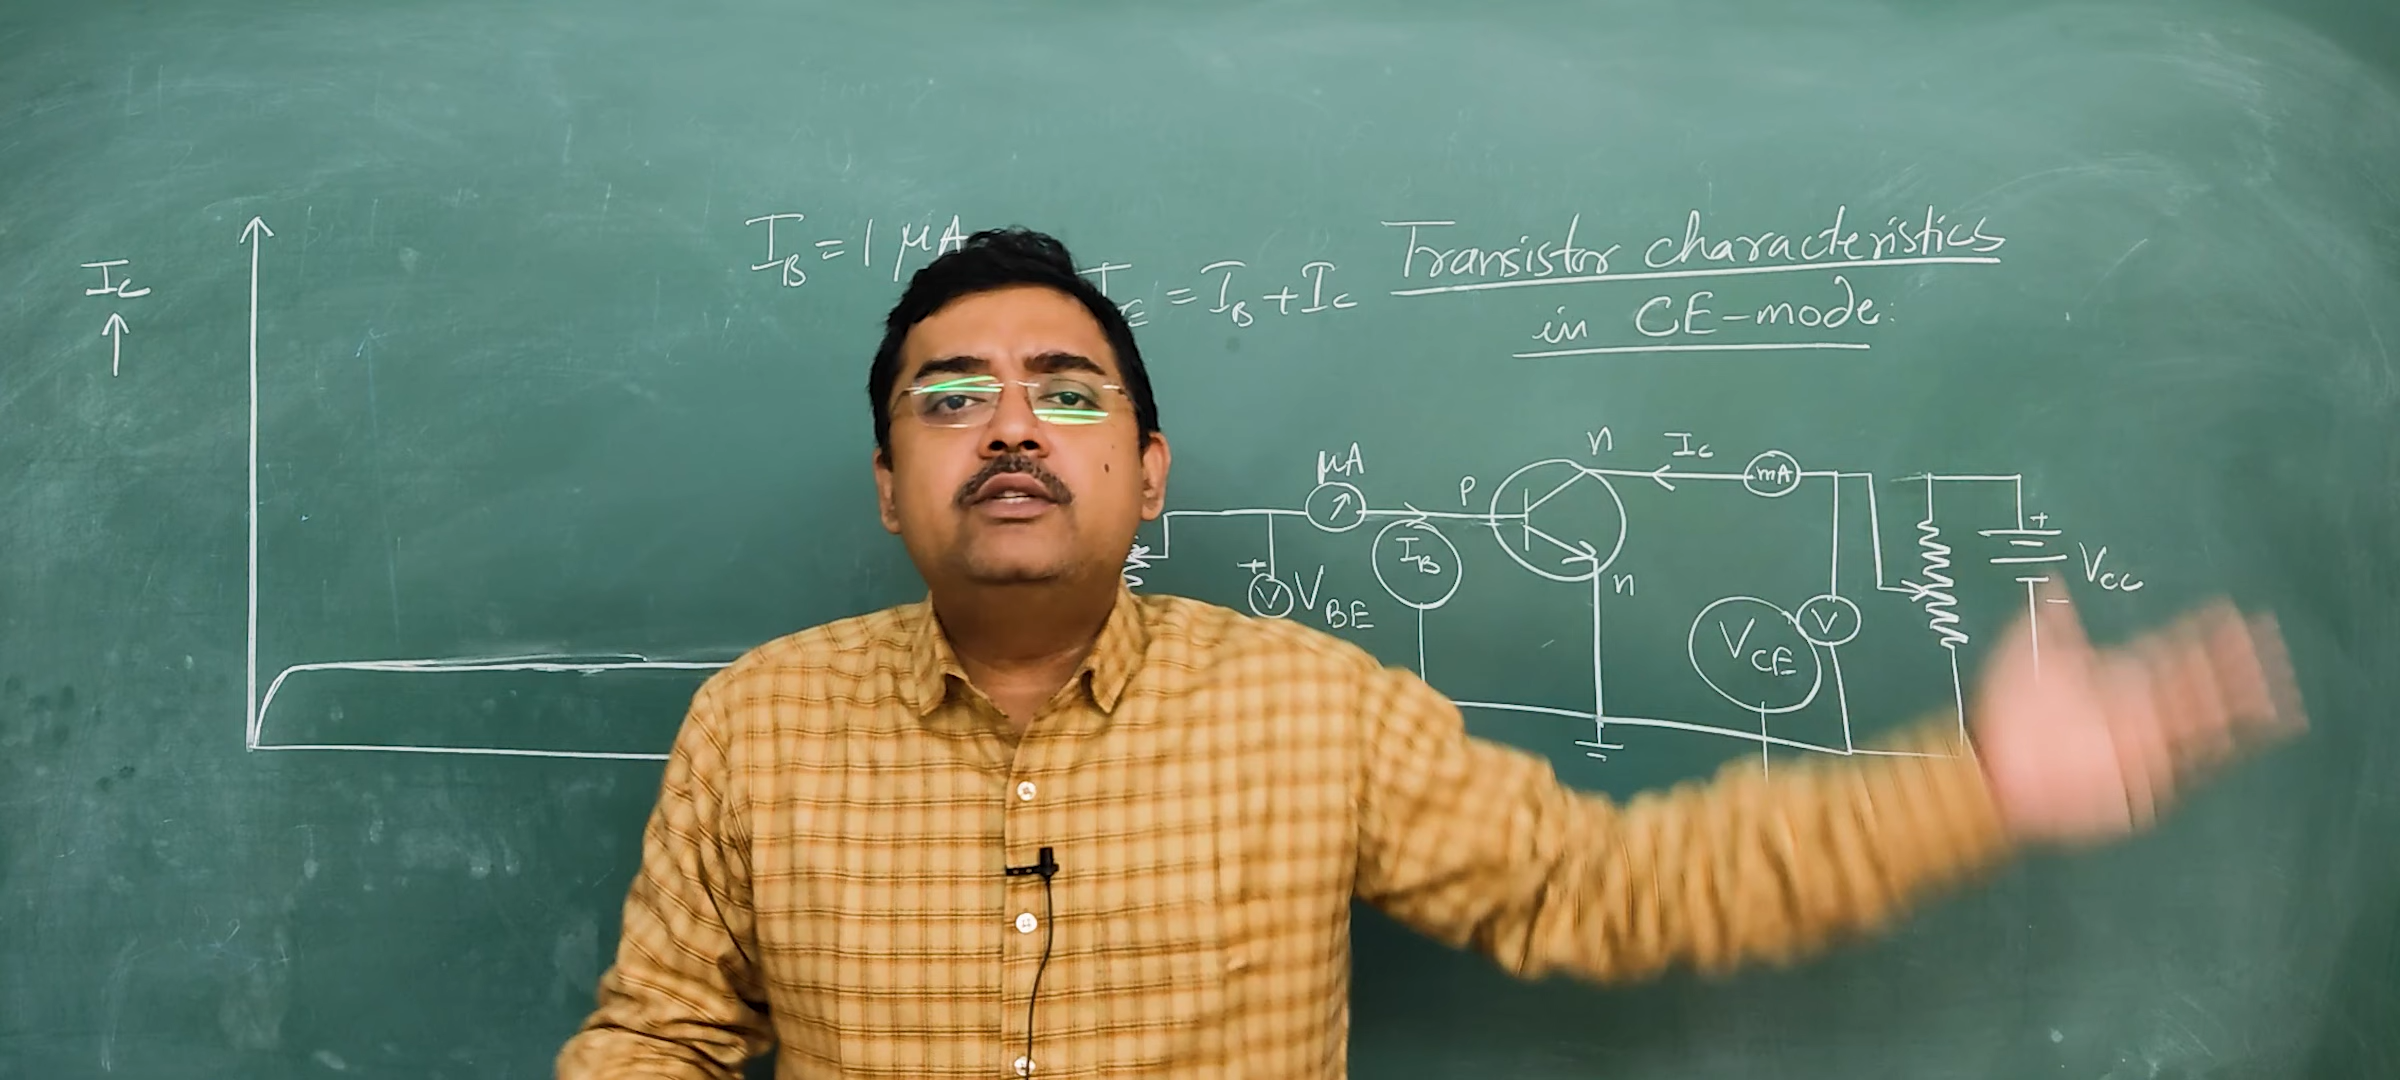 Transistor characteristics
in CE-mode.
I_B = 1 μA
I_E = I_B + I_C
I_C
μA
P
n
I_C
mA
I_B
n
+
V
V_BE
V_CE
V
+
V_CC
-